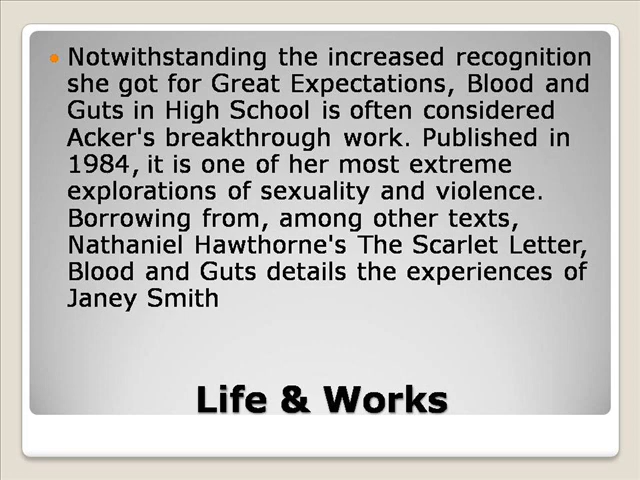 Notwithstanding the increased recognition
she got for Great Expectations, Blood and
Guts in High School is often considered
Acker's breakthrough work. Published in
1984, it is one of her most extreme
explorations of sexuality and violence.
Borrowing from, among other texts,
Nathaniel Hawthorne's The Scarlet Letter,
Blood and Guts details the experiences of
Janey Smith
Life & Works